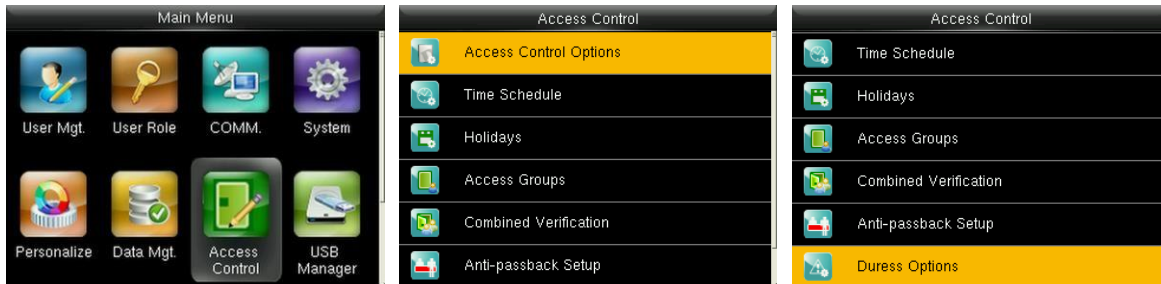 Main Menu
User Mgt.
User Role
COMM.
System
Personalize
Data Mgt.
Access
Control
USB
Manager
Access Control
Access Control Options
Time Schedule
Holidays
Access Groups
Combined Verification
Anti-passback Setup
Access Control
Time Schedule
Holidays
Access Groups
Combined Verification
Anti-passback Setup
Duress Options